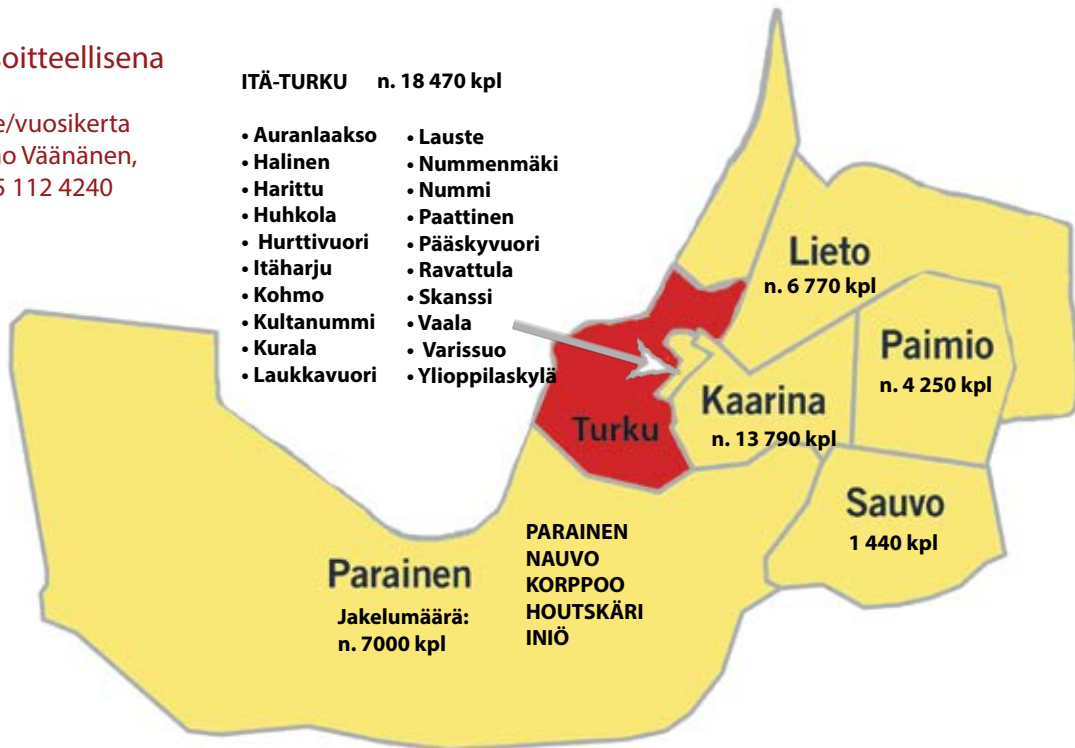 ITÄ-TURKU n. 18 470 kpl
e/vuosikerta
Väänänen,
112 4240
• Auranlaakso
• Halinen
• Harittu
• Huhkola
• Hurttivuori
• Itäharju
• Kohmo
• Kultanummi
• Kurala
• Laukkavuori
• Lauste
• Nummenmäki
• Nummi
• Paattinen
• Pääskyvuori
• Ravattula
• Skanssi
• Vaala
• Varissuo
• Ylioppilaskylä
Lieto
n. 6 770 kpl
Paimio
n. 4 250 kpl
Kaarina
n. 13 790 kpl
Turku
Sauvo
1 440 kpl
Parainen
Jakelumäärä:
n. 7000 kpl
PARAINEN
NAUVO
KORPPOO
HOUTSKÄRI
INIÖ